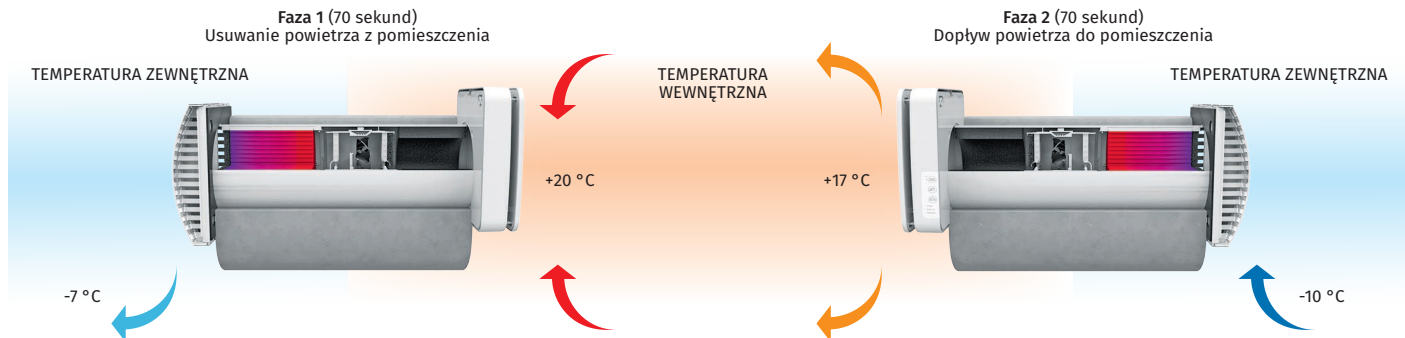 Faza 1 (70 sekund)
Usuwanie powietrza z pomieszczenia
TEMPERATURA ZEWNĘTRZNA
+20 °C
-7 °C
TEMPERATURA
WEWNĘTRZNA
Faza 2 (70 sekund)
Dopływ powietrza do pomieszczenia
TEMPERATURA ZEWNĘTRZNA
+17 °C
-10 °C